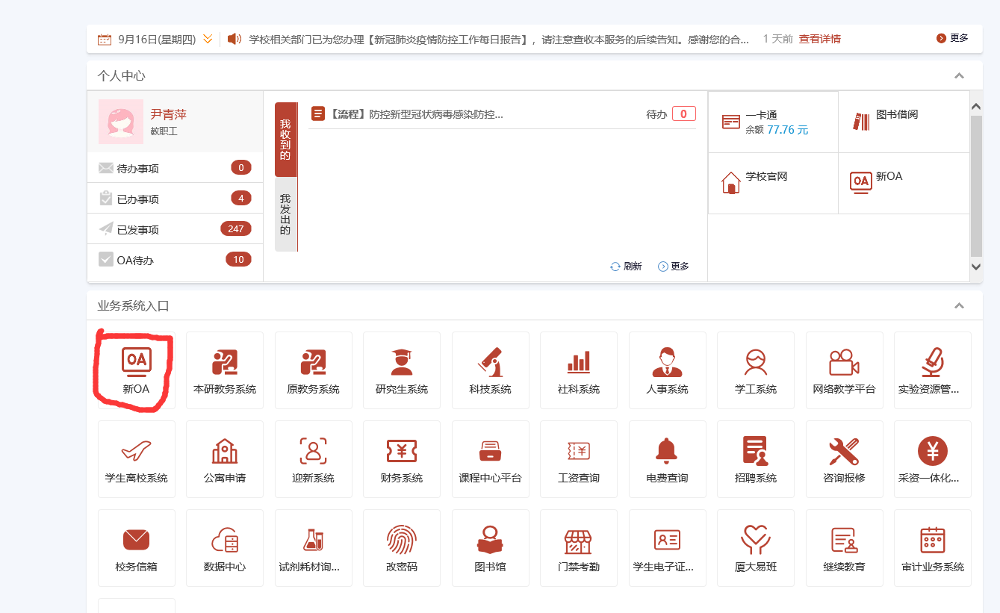 9月16日(星期四) 学校相关部门已为您办理【新冠肺炎疫情防控工作每日报告】，请注意查收本服务的后续告知。感谢您的合... 1 天前 查看详情 更多
个人中心
尹青萍
教职工
待办事项 0
已办事项 4
已发事项 247
OA待办 10
我收到的
我发出的
【流程】防控新型冠状病毒感染防控... 待办 0
刷新 更多
一卡通
余额 77.76 元
图书借阅
学校官网
OA 新OA
业务系统入口
OA
新OA 本研教务系统 原教务系统 研究生系统 科技系统 社科系统 人事系统 学工系统 网络教学平台 实验资源管...
学生离校系统 公寓申请 迎新系统 财务系统 课程中心平台 工资查询 电费查询 招聘系统 咨询报修 采资一体化...
校务信箱 数据中心 试剂耗材询... 改密码 图书馆 门禁考勤 学生电子证... 厦大易班 继续教育 审计业务系统